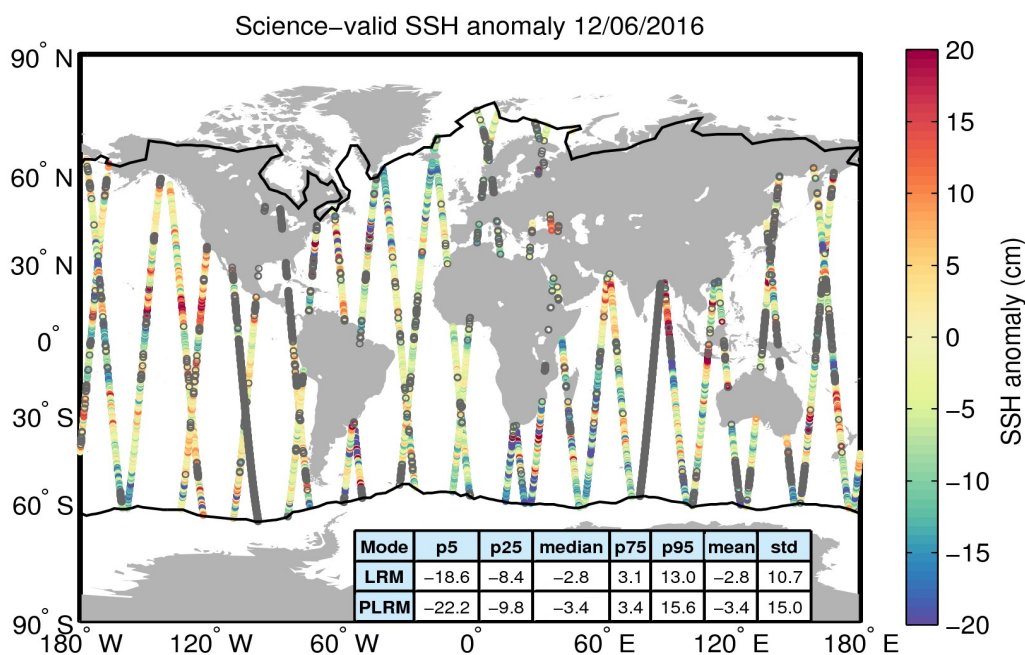 Science−valid SSH anomaly 12/06/2016
90° N
60° N
30° N
0°
30° S
60° S
90° S
180° W
120° W
60° W
0°
60° E
120° E
180° E
Mode p5 p25 median p75 p95 mean std
LRM −18.6 −8.4 −2.8 3.1 13.0 −2.8 10.7
PLRM −22.2 −9.8 −3.4 3.4 15.6 −3.4 15.0
20
15
10
5
0
−5
−10
−15
−20
SSH anomaly (cm)